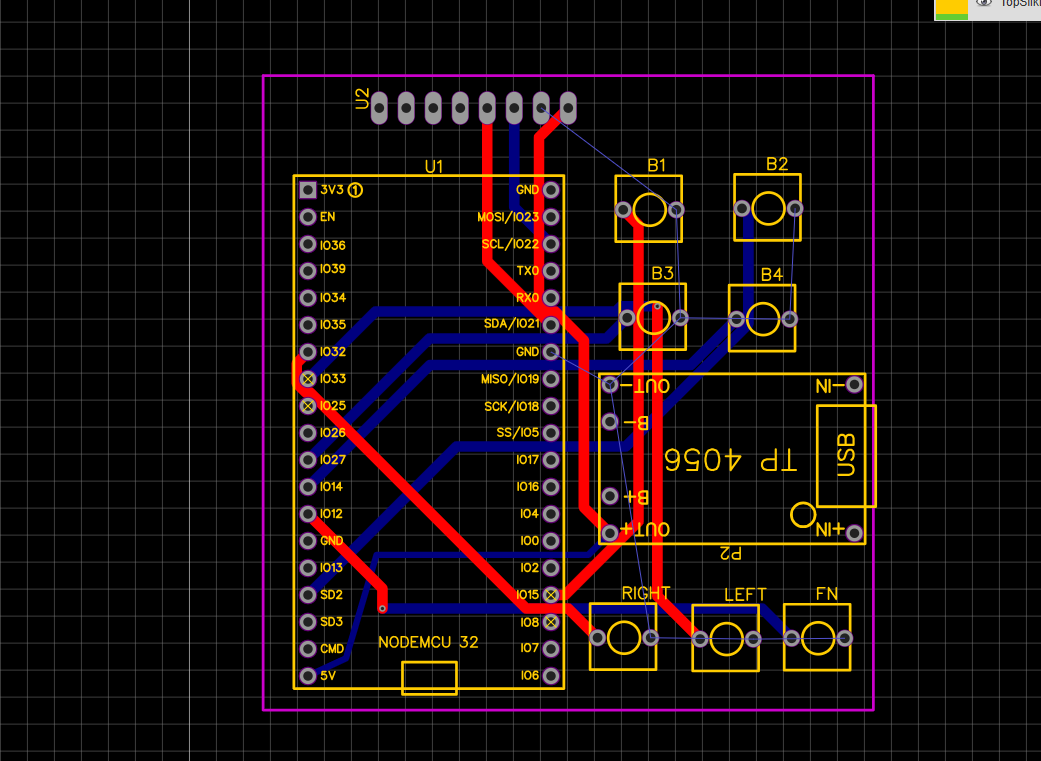 TopSilk
U2
U1
B1
B2
3V3 1
GND
EN
MOSI/IO23
IO36
SCL/IO22
IO39
TX0
B3
B4
IO34
RX0
IO35
SDA/IO21
IO32
GND
IO33
MISO/IO19
OUT-
IN-
IO25
SCK/IO18
IO26
SS/IO5
B-
IO27
IO17
TP 4056
USB
IO14
IO16
B+
IO12
IO4
OUT+
IN+
GND
IO0
P2
IO13
IO2
SD2
IO15
RIGHT
LEFT
FN
SD3
IO8
NODEMCU 32
CMD
IO7
5V
IO6